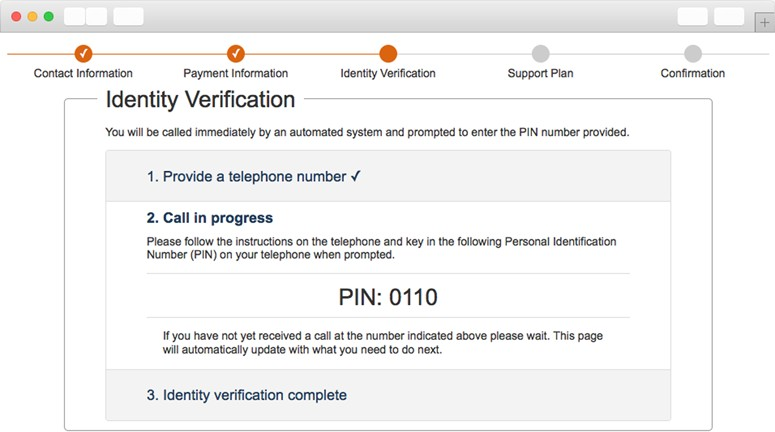 Contact Information
Payment Information
Identity Verification
Support Plan
Confirmation
Identity Verification
You will be called immediately by an automated system and prompted to enter the PIN number provided.
1. Provide a telephone number ✓
2. Call in progress
Please follow the instructions on the telephone and key in the following Personal Identification
Number (PIN) on your telephone when prompted.
PIN: 0110
If you have not yet received a call at the number indicated above please wait. This page
will automatically update with what you need to do next.
3. Identity verification complete